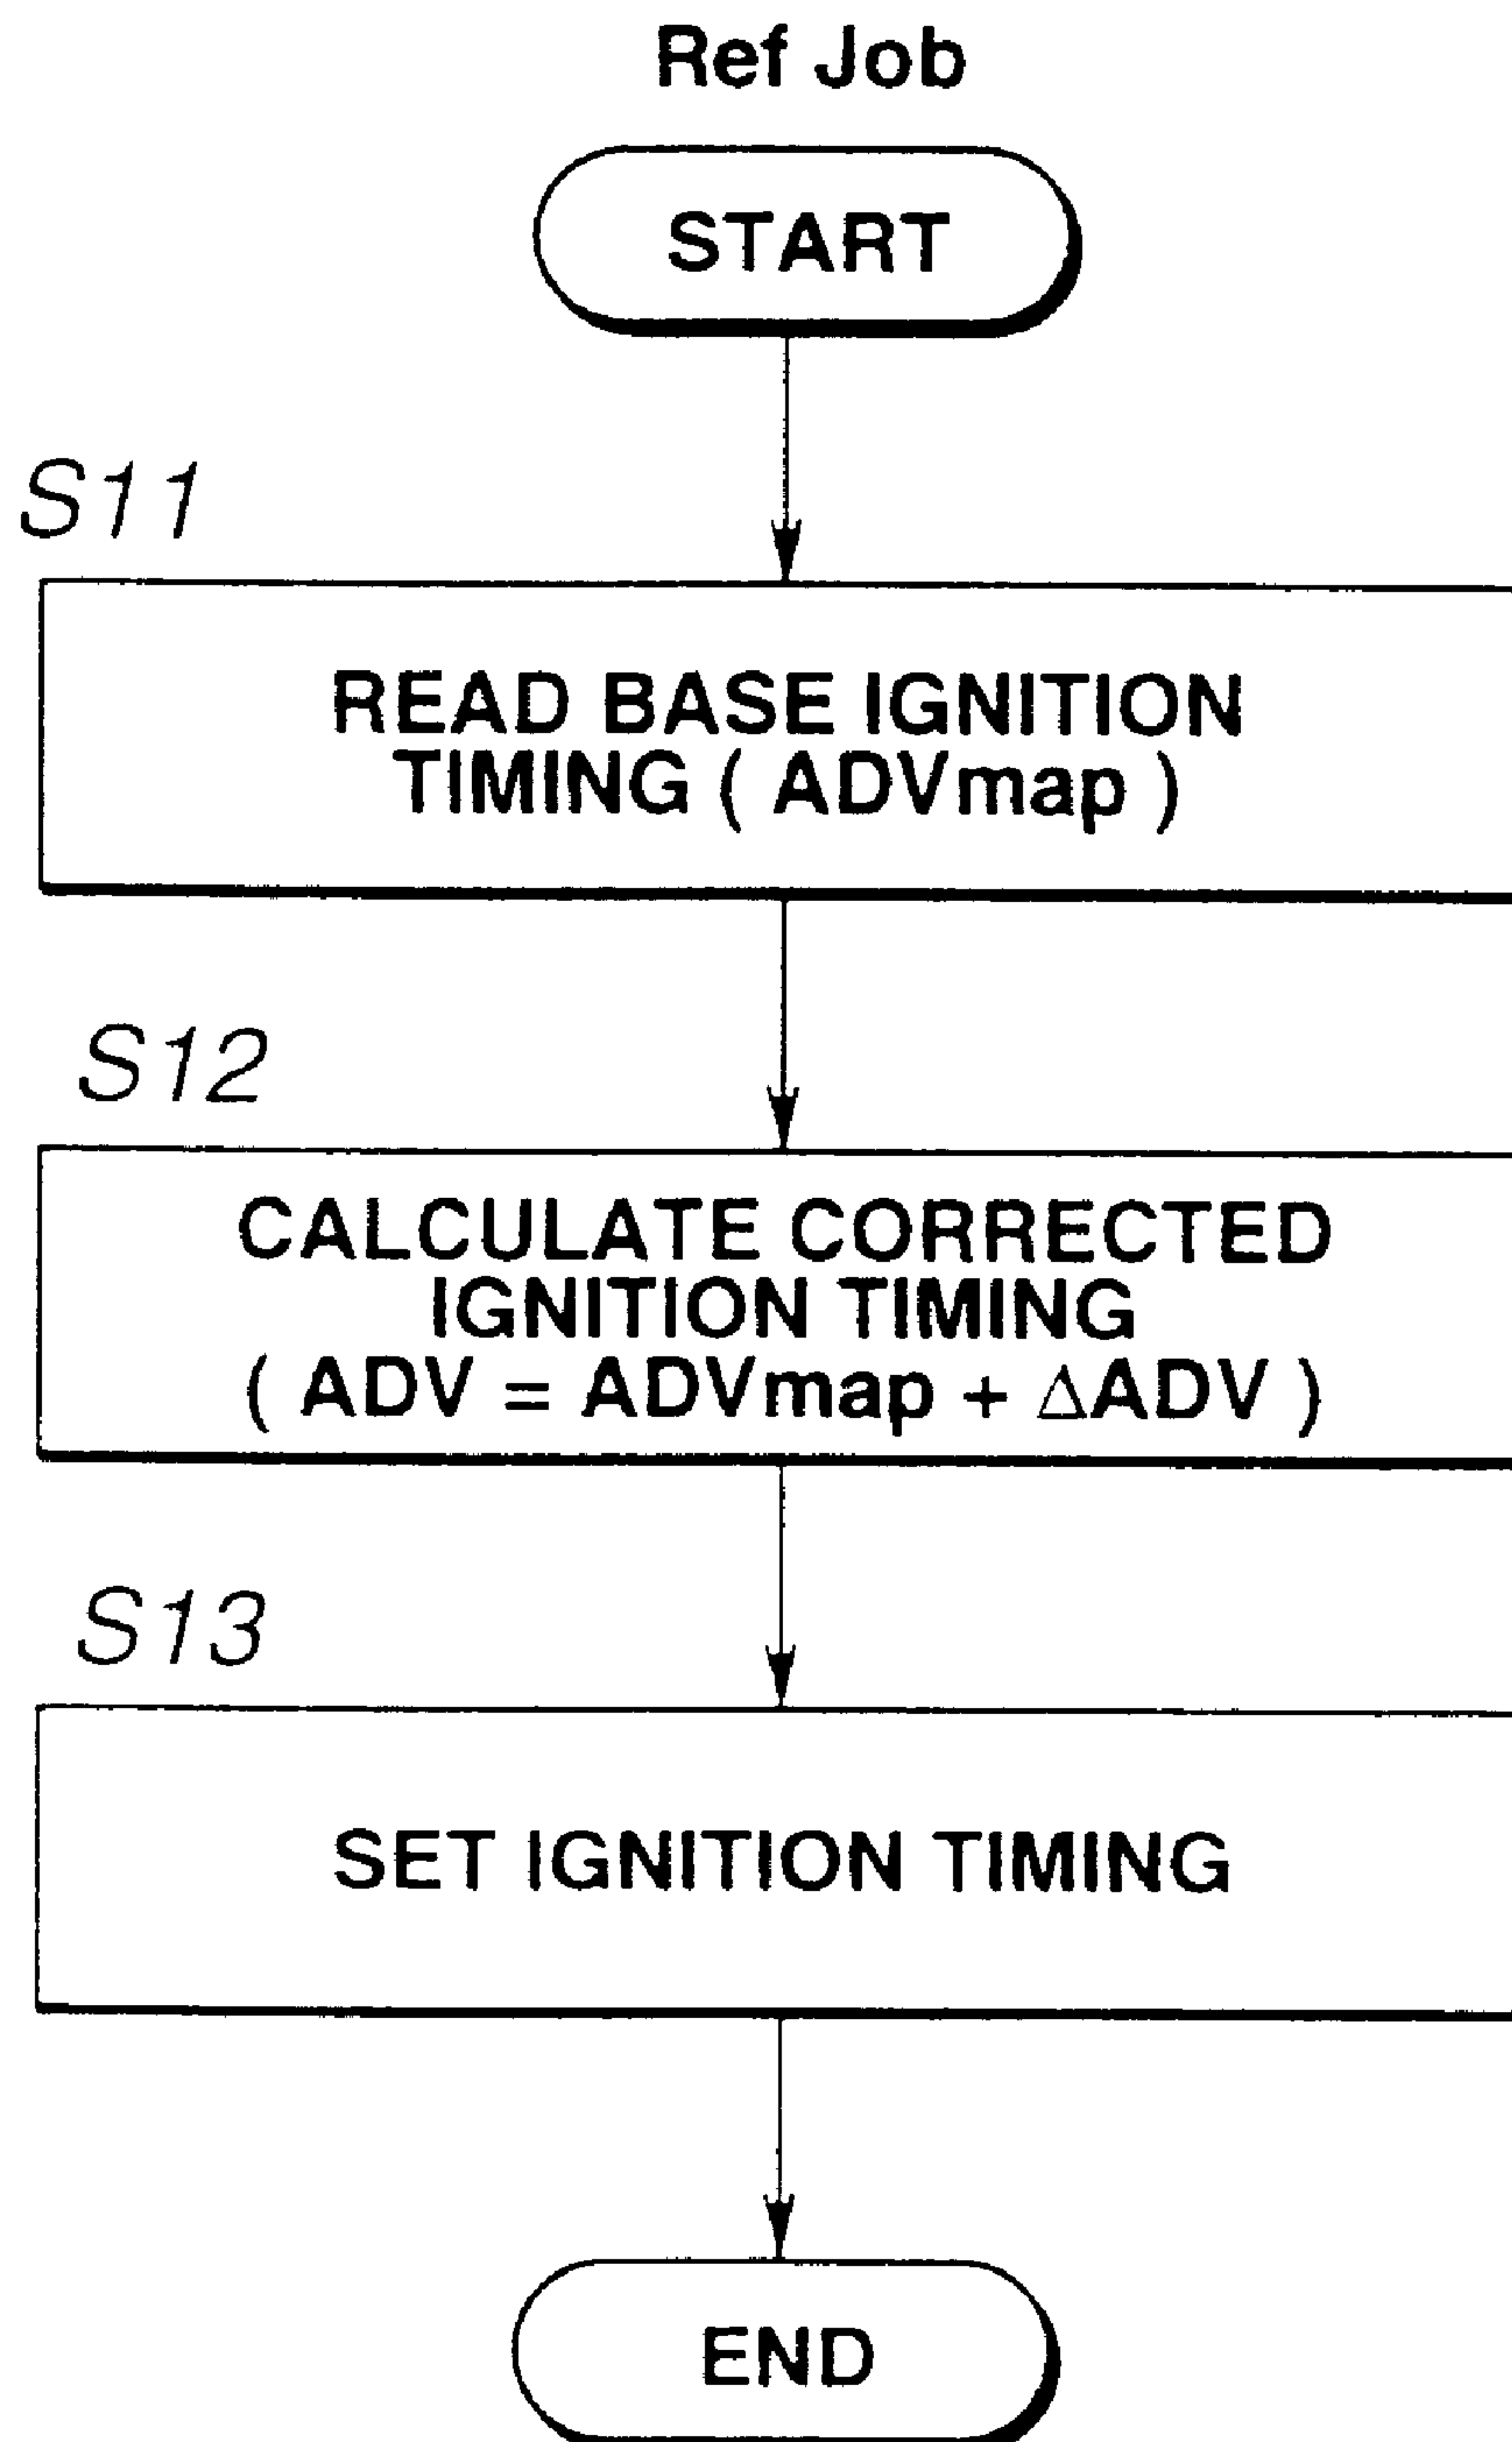 Ref Job
START
S11
READ BASE IGNITION
TIMING ( ADVmap )
S12
CALCULATE CORRECTED
IGNITION TIMING
( ADV = ADVmap + ΔADV )
S13
SET IGNITION TIMING
END